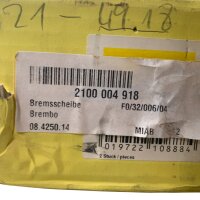 21-49.18
2100 004 918
Bremsscheibe F0/32/006/04
Brembo
08.4250.14 MIAB 2
2 Stück / pieces
019722 108884